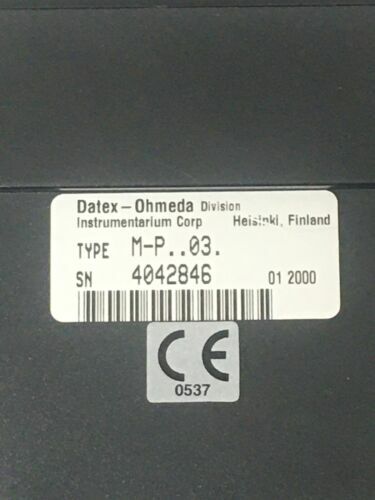 Datex-Ohmeda Division
Instrumentarium Corp Helsinki, Finland
TYPE M-P..03.
SN 4042846 01 2000
CE
0537